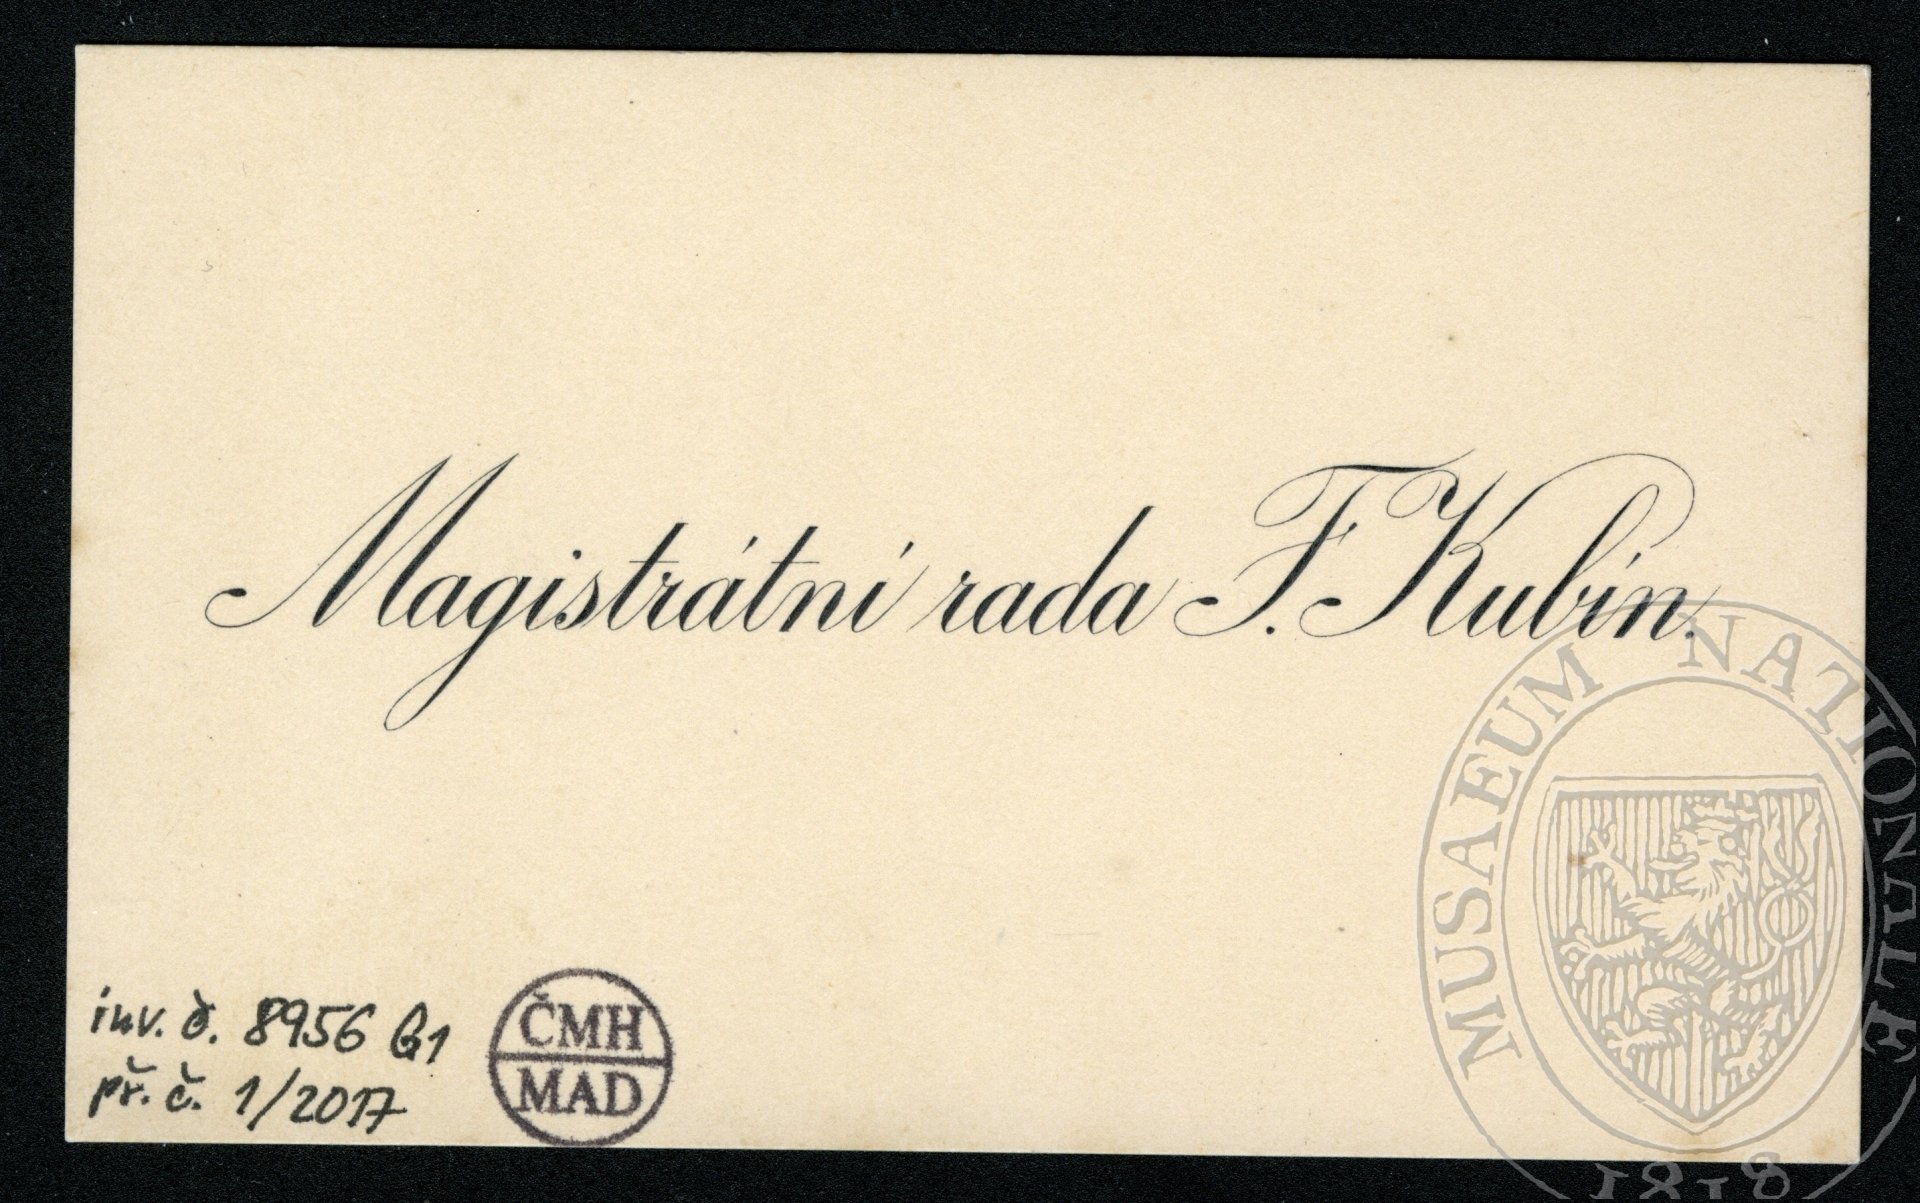 Magistrátní rada F. Kubín.
inv. č. 8956 G1
př. č. 1/2017
ČMH
MAD
MUSAEUM NATIONALE
1818